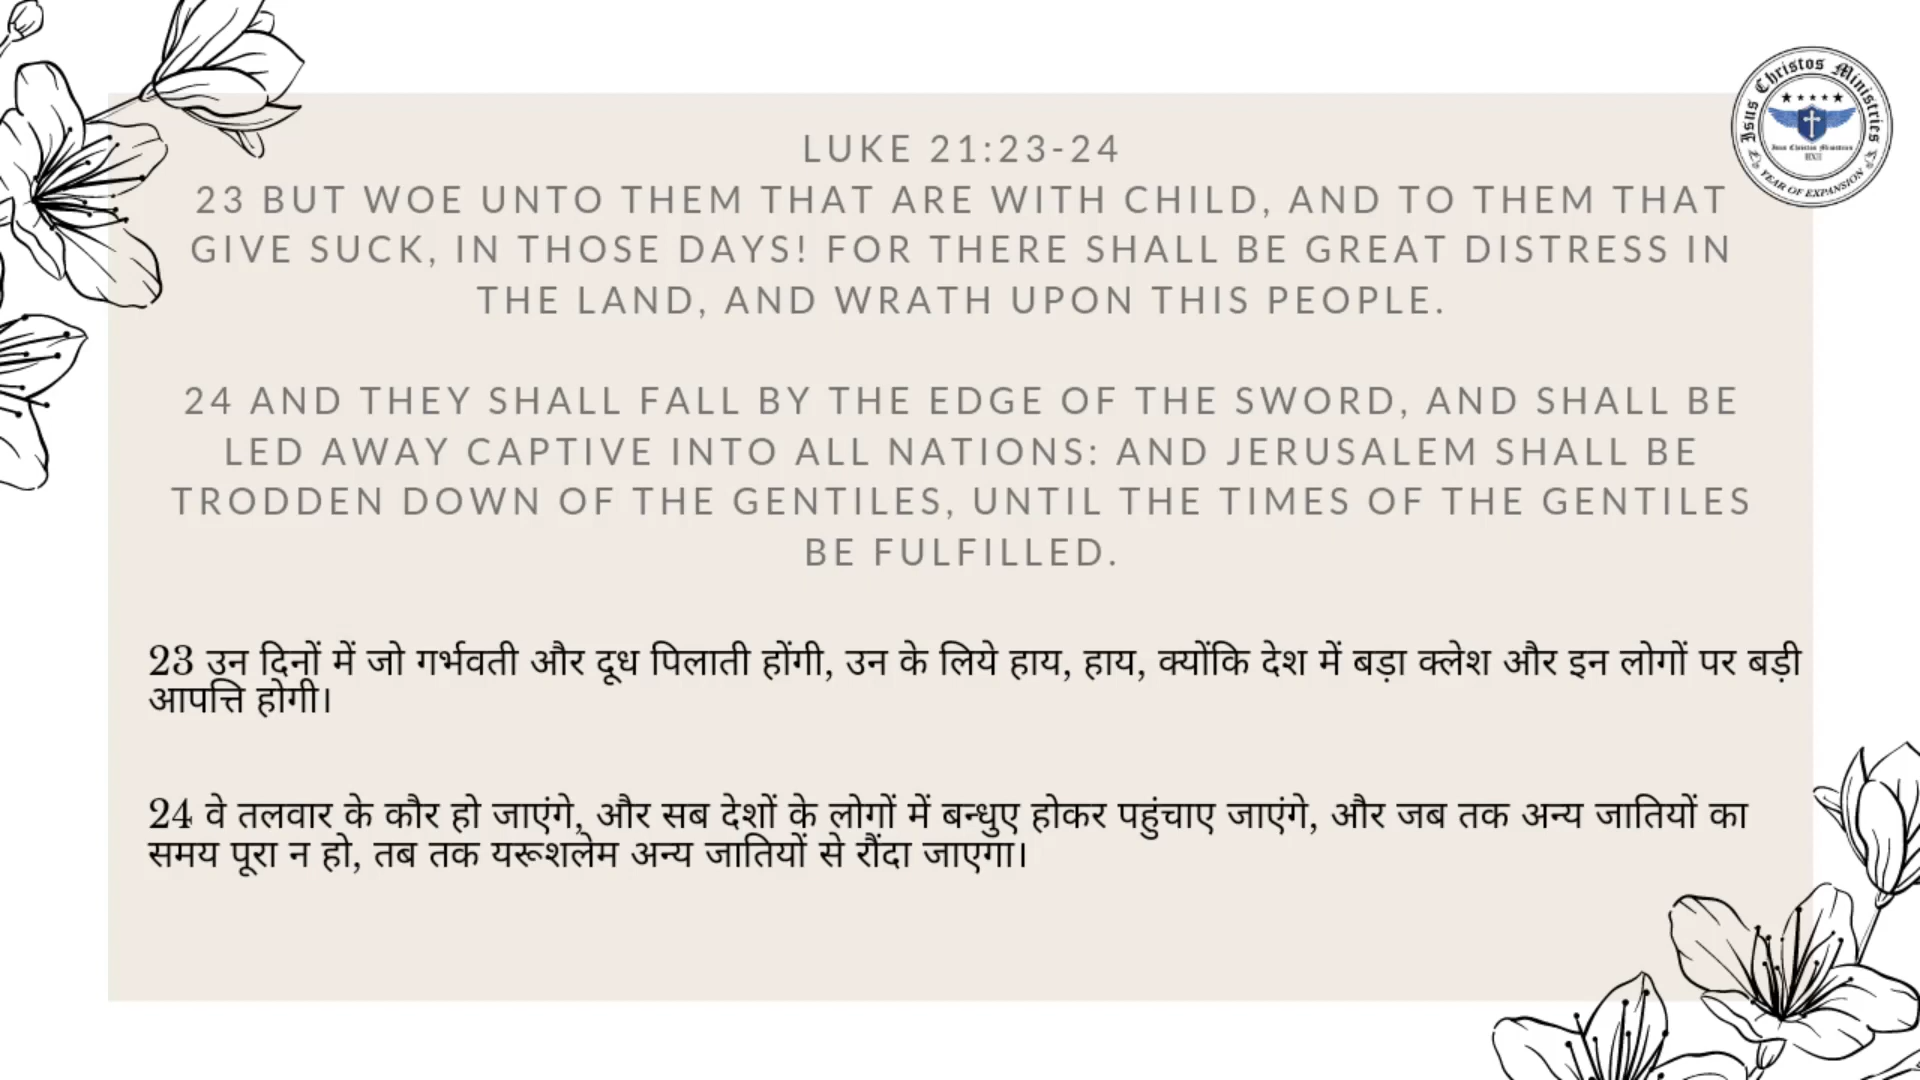 Jesus Christos Ministries
YEAR OF EXPANSION
LUKE 21:23-24
23 BUT WOE UNTO THEM THAT ARE WITH CHILD, AND TO THEM THAT
GIVE SUCK, IN THOSE DAYS! FOR THERE SHALL BE GREAT DISTRESS IN
THE LAND, AND WRATH UPON THIS PEOPLE.
24 AND THEY SHALL FALL BY THE EDGE OF THE SWORD, AND SHALL BE
LED AWAY CAPTIVE INTO ALL NATIONS: AND JERUSALEM SHALL BE
TRODDEN DOWN OF THE GENTILES, UNTIL THE TIMES OF THE GENTILES
BE FULFILLED.
23 उन दिनों में जो गर्भवती और दूध पिलाती होंगी, उन के लिये हाय, हाय, क्योंकि देश में बड़ा क्लेश और इन लोगों पर बड़ी
आपत्ति होगी।
24 वे तलवार के कौर हो जाएंगे, और सब देशों के लोगों में बन्धुए होकर पहुंचाए जाएंगे, और जब तक अन्य जातियों का
समय पूरा न हो, तब तक यरूशलेम अन्य जातियों से रौंदा जाएगा।